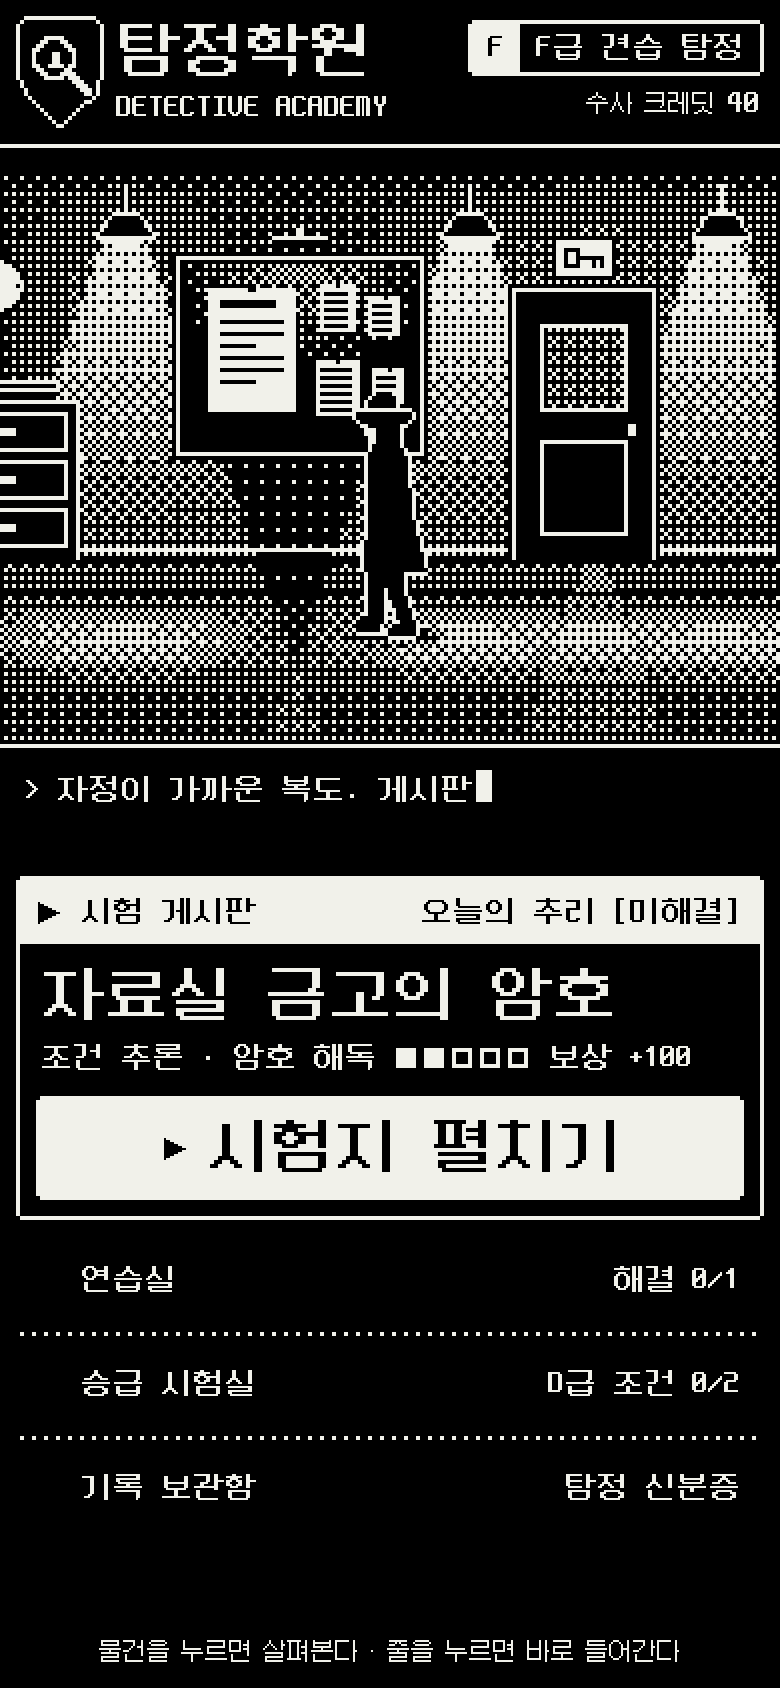 탐정학원
DETECTIVE ACADEMY
F F급 견습 탐정
수사 크레딧 40
> 자정이 가까운 복도. 게시판
▶ 시험 게시판 오늘의 추리 [미해결]
자료실 금고의 암호
조건 추론 · 암호 해독 ■■□□□ 보상 +100
▶ 시험지 펼치기
연습실 해결 0/1
승급 시험실 D급 조건 0/2
기록 보관함 탐정 신분증
물건을 누르면 살펴본다 · 줄을 누르면 바로 들어간다